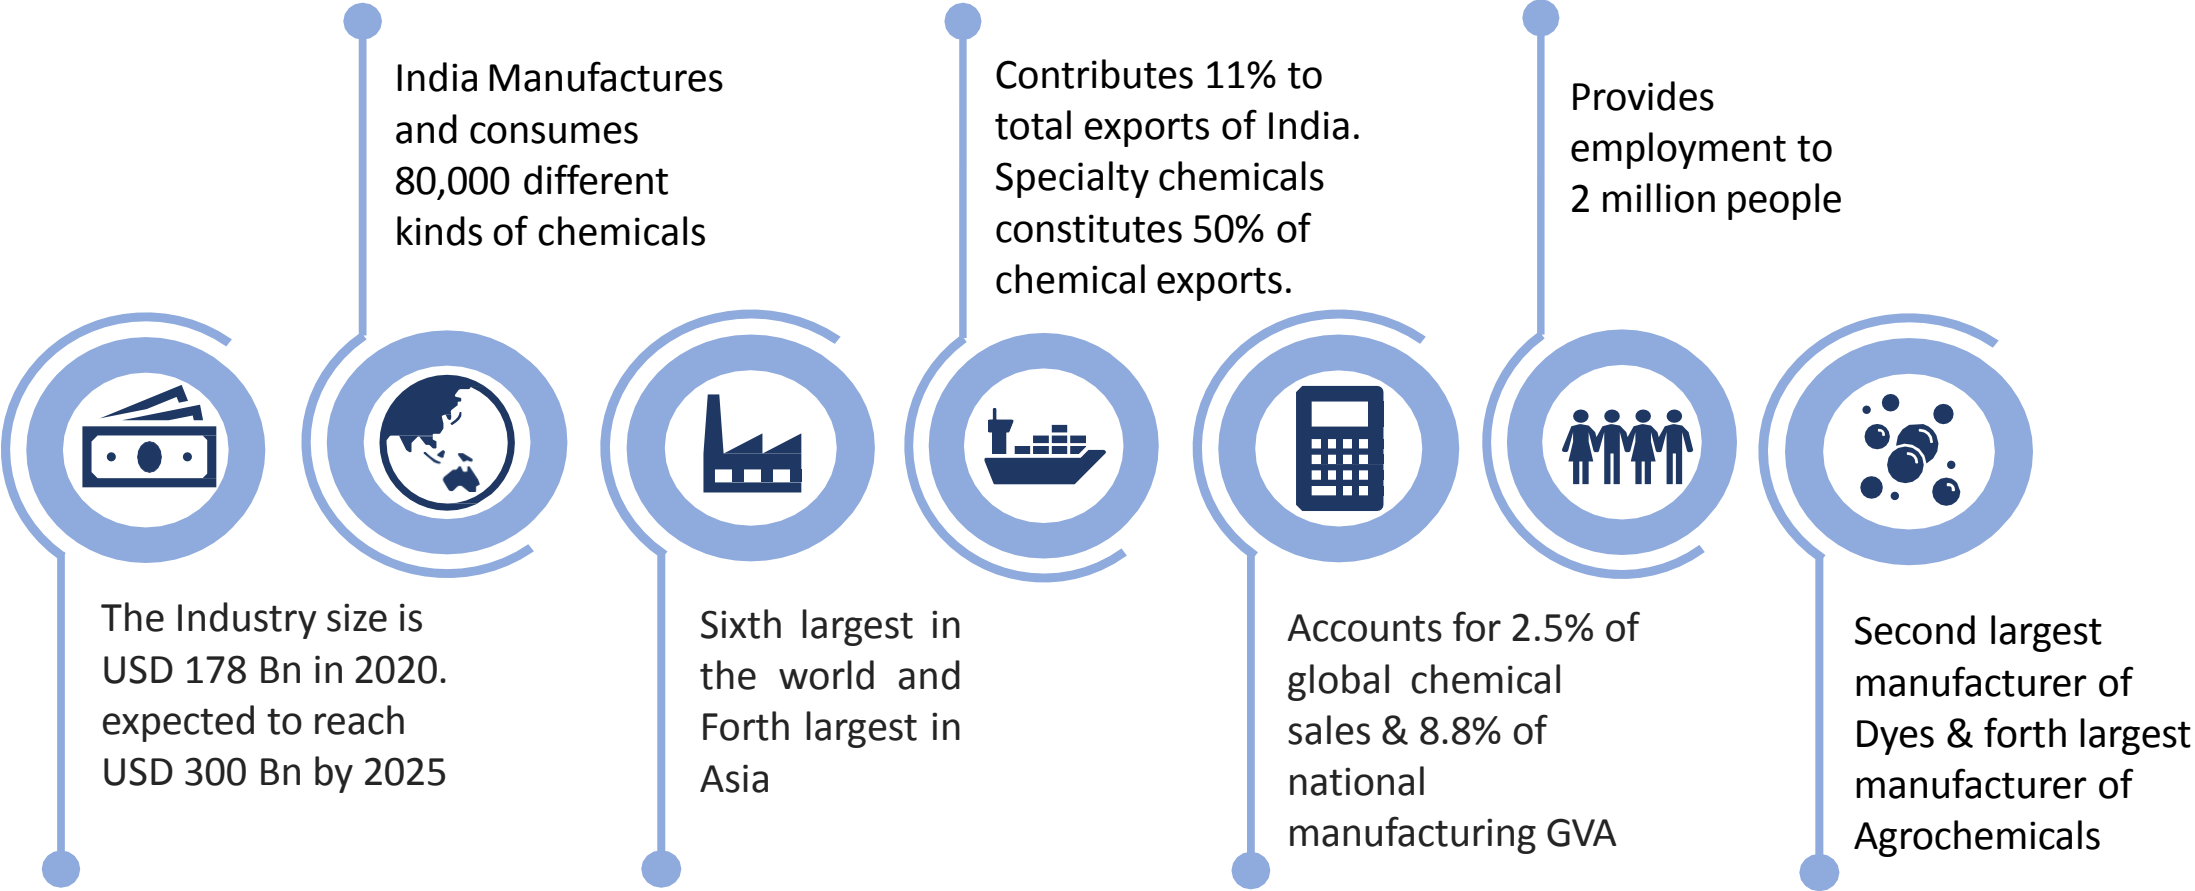 India Manufactures
and consumes
80,000 different
kinds of chemicals
Contributes 11% to
total exports of India.
Specialty chemicals
constitutes 50% of
chemical exports.
Provides
employment to
2 million people
The Industry size is
USD 178 Bn in 2020.
expected to reach
USD 300 Bn by 2025
Sixth largest in
the world and
Forth largest in
Asia
Accounts for 2.5% of
global chemical
sales & 8.8% of
national
manufacturing GVA
Second largest
manufacturer of
Dyes & forth largest
manufacturer of
Agrochemicals